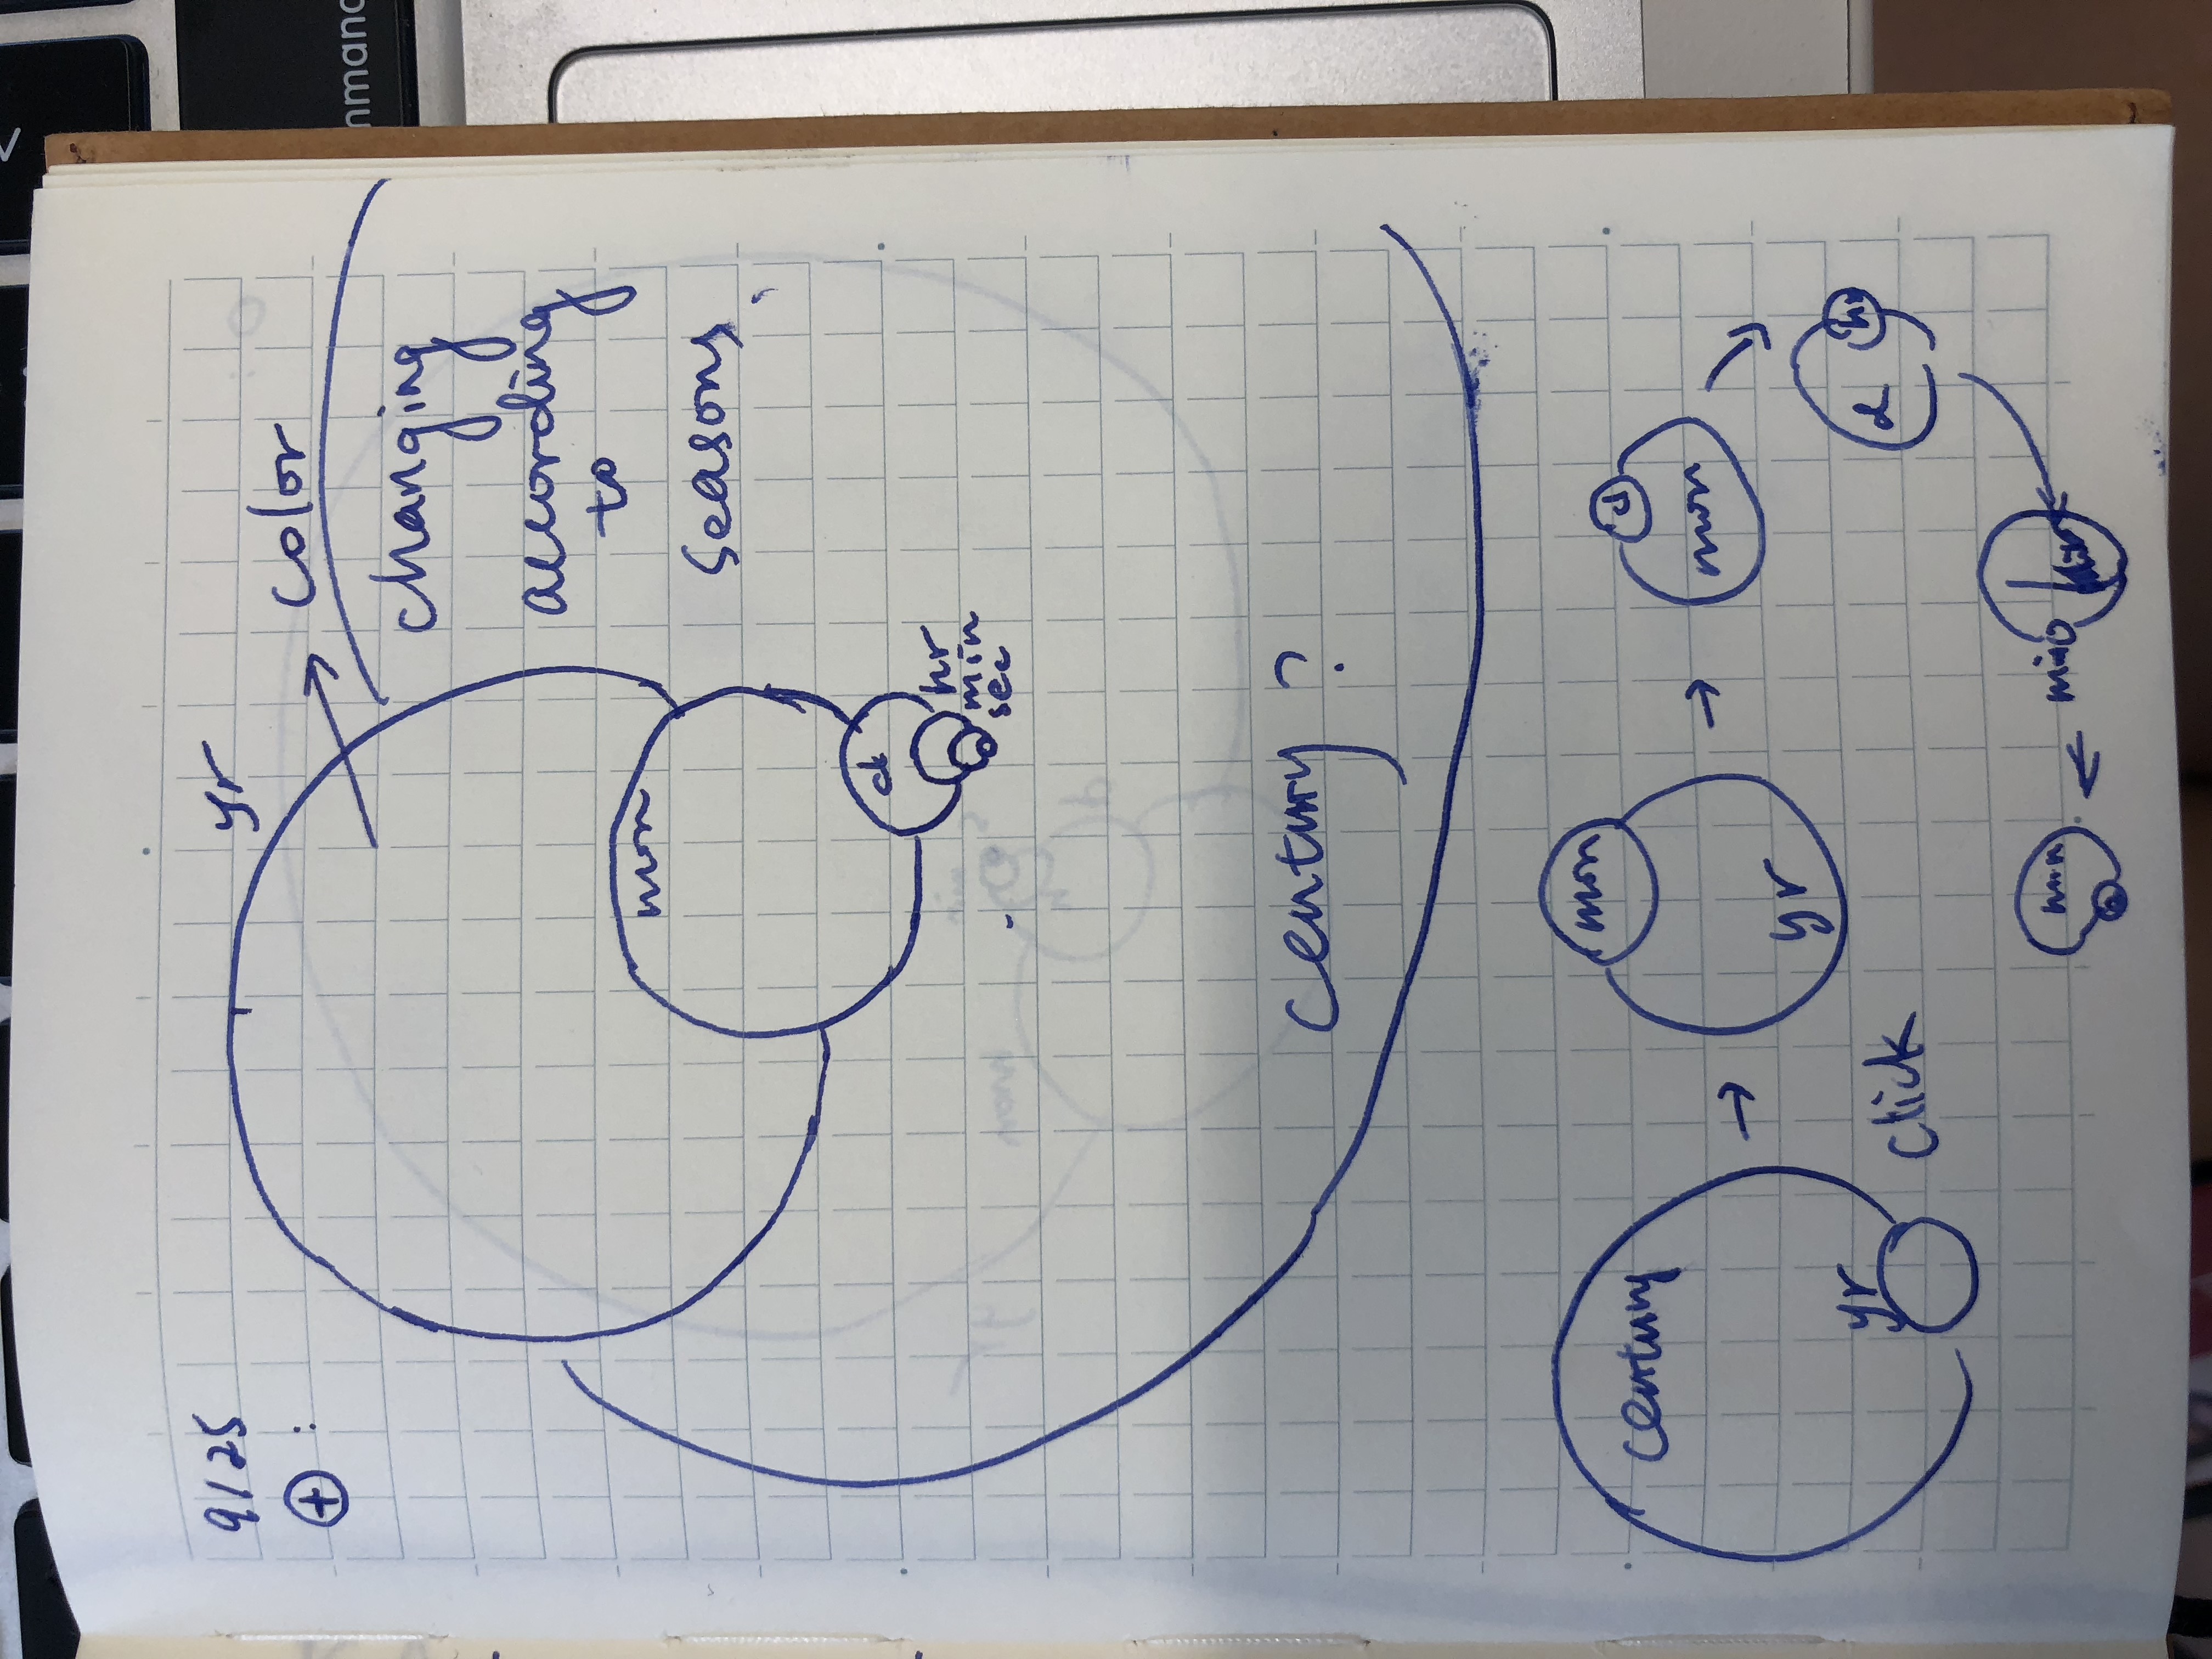 9/25
⊕ :
yr
color
changing
according
to
seasons
mon
d
hr
min
sec
century ?
century
yr
click
mon
yr
d
mon
d
hr
min
min
mmand